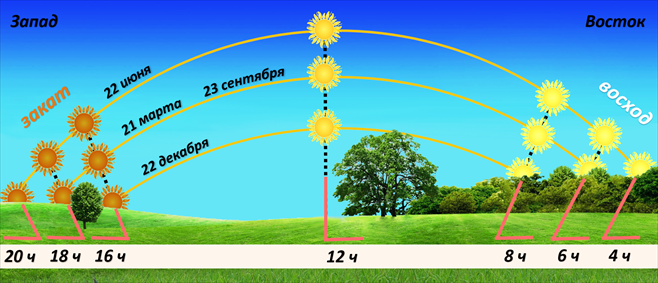 Запад
Восток
22 июня
23 сентября
закат
21 марта
восход
22 декабря
20 ч 18 ч 16 ч 12 ч 8 ч 6 ч 4 ч